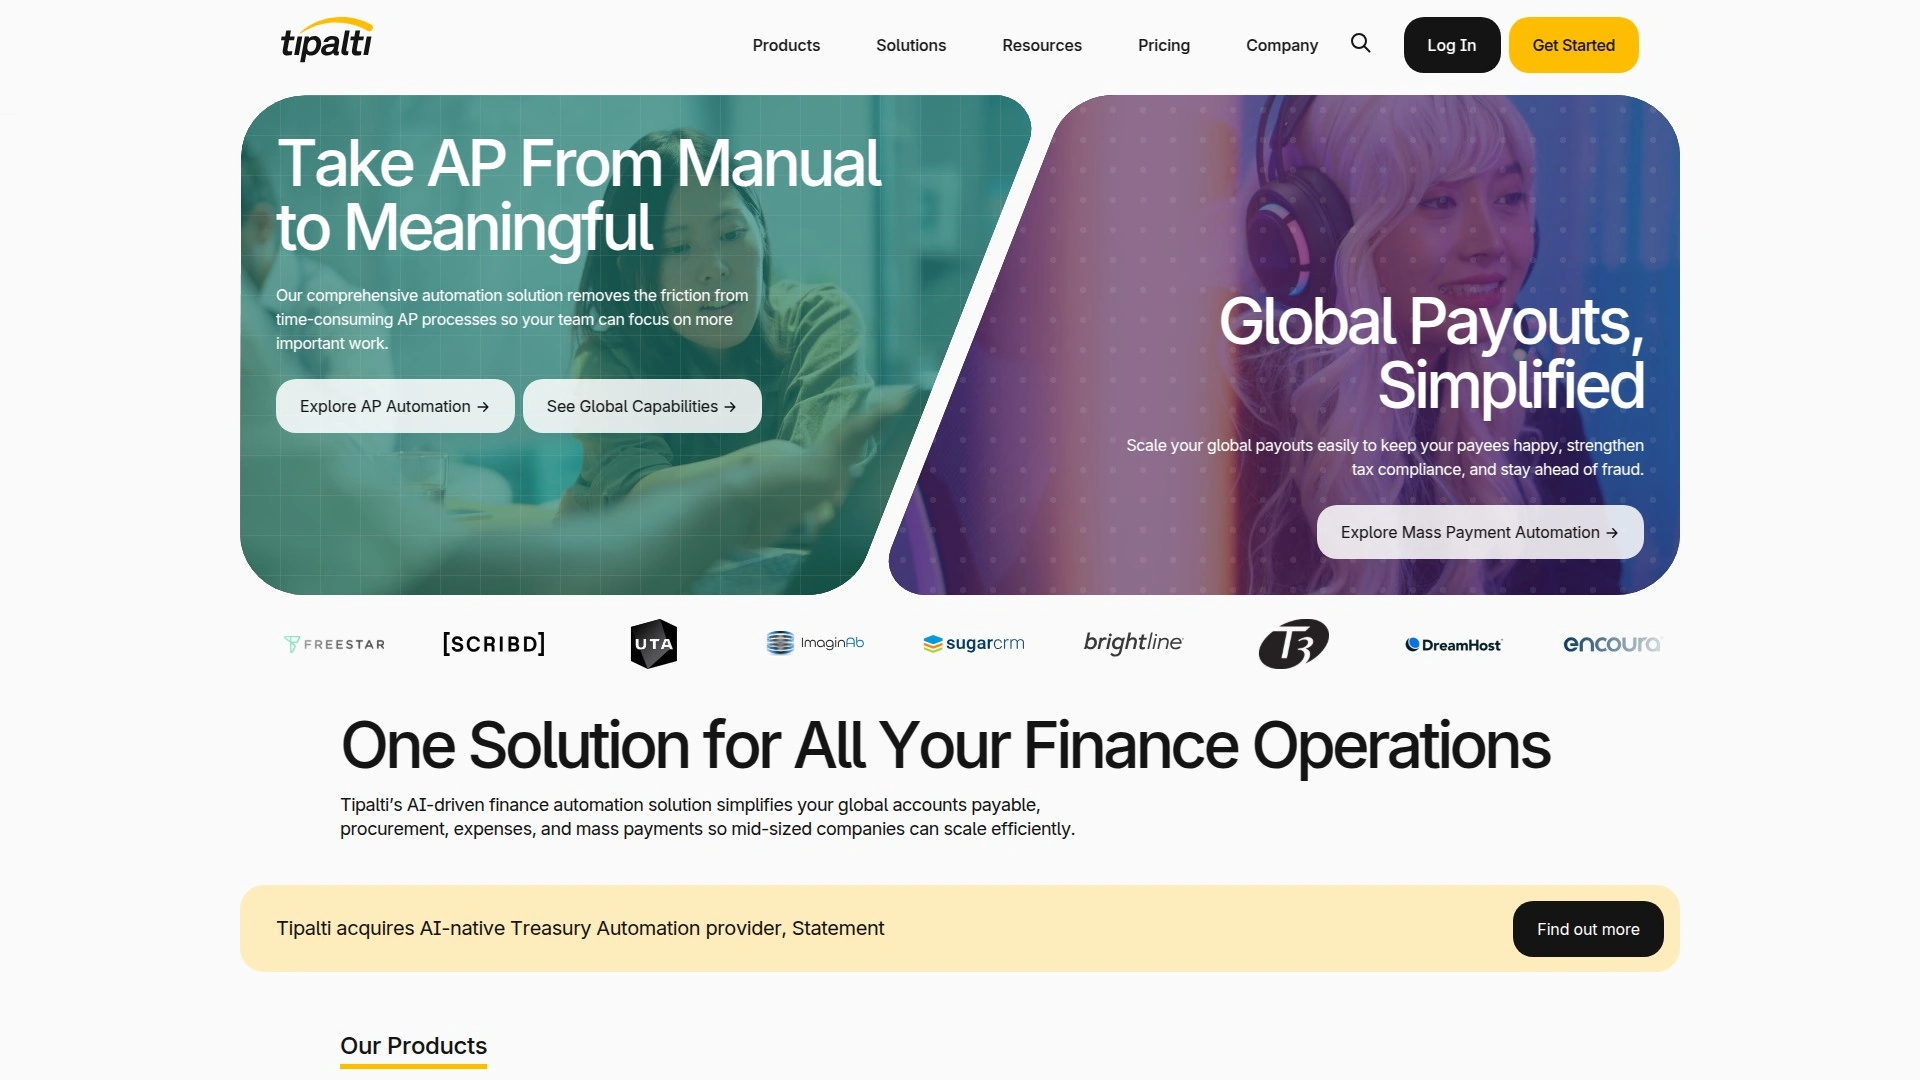 tipalti
Products
Solutions
Resources
Pricing
Company
Log In
Get Started
Take AP From Manual
to Meaningful
Our comprehensive automation solution removes the friction from
time-consuming AP processes so your team can focus on more
important work.
Explore AP Automation →
See Global Capabilities →
Global Payouts,
Simplified
Scale your global payouts easily to keep your payees happy, strengthen
tax compliance, and stay ahead of fraud.
Explore Mass Payment Automation →
FREESTAR
[SCRIBD]
UTA
ImaginAb
sugarcrm
brightline
T3
DreamHost
encoura
One Solution for All Your Finance Operations
Tipalti’s AI-driven finance automation solution simplifies your global accounts payable,
procurement, expenses, and mass payments so mid-sized companies can scale efficiently.
Tipalti acquires AI-native Treasury Automation provider, Statement
Find out more
Our Products